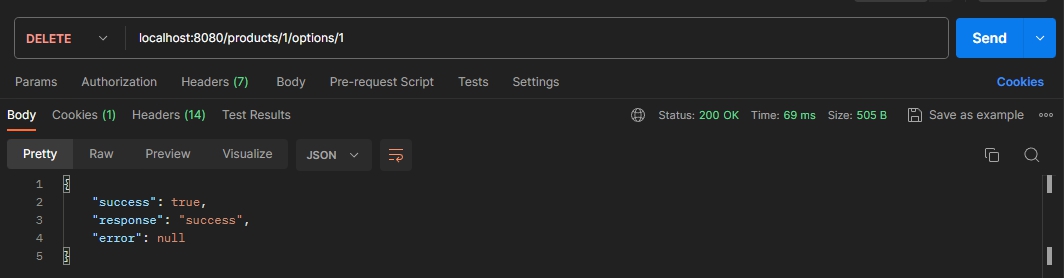 DELETE localhost:8080/products/1/options/1 Send
Params Authorization Headers (7) Body Pre-request Script Tests Settings Cookies
Body Cookies (1) Headers (14) Test Results Status: 200 OK Time: 69 ms Size: 505 B Save as example
Pretty Raw Preview Visualize JSON
1 {
2 "success": true,
3 "response": "success",
4 "error": null
5 }